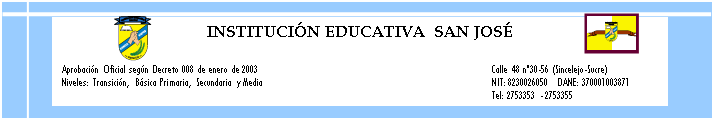 INSTITUCIÓN EDUCATIVA SAN JOSÉ
Aprobación Oficial según Decreto 008 de enero de 2003
Niveles: Transición, Básica Primaria, Secundaria y Media
Calle 48 nº30-56 (Sincelejo-Sucre)
NIT: 8230026050 DANE: 370001003871
Tel: 2753353 -2753355